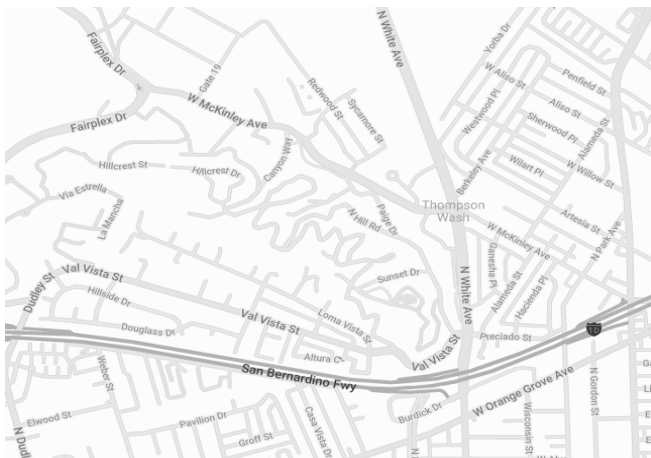 Fairplex Dr
Gate 19
N White Ave
Yorba Dr
W Aliso St
Penfield St
Redwood St
Sycamore St
Westwood Pl
Aliso St
Sherwood Pl
Alameda St
Fairplex Dr
W McKinley Ave
Canyon Way
Berkeley Ave
Wilart Pl
W Willow St
Hillcrest St
Hillcrest Dr
Via Estrella
La Mancha
N Hill Rd
Paige Dr
Thompson
Wash
Artesia St
W McKinley Ave
N Park Ave
Ganesha Pl
Sunset Dr
N White Ave
Alameda St
Hacienda Pl
Dudley St
Val Vista St
Hillside Dr
Val Vista St
Loma Vista St
Douglass Dr
Altura Ct
Val Vista St
Preciado St
10
Weber St
San Bernardino Fwy
W Orange Grove Ave
N Gordon St
Elwood St
N Dudl
Pavilion Dr
Groff St
Casa Vista Dr
Burdick Dr
Wisconsin St
N
W Al
G
Li
E
E